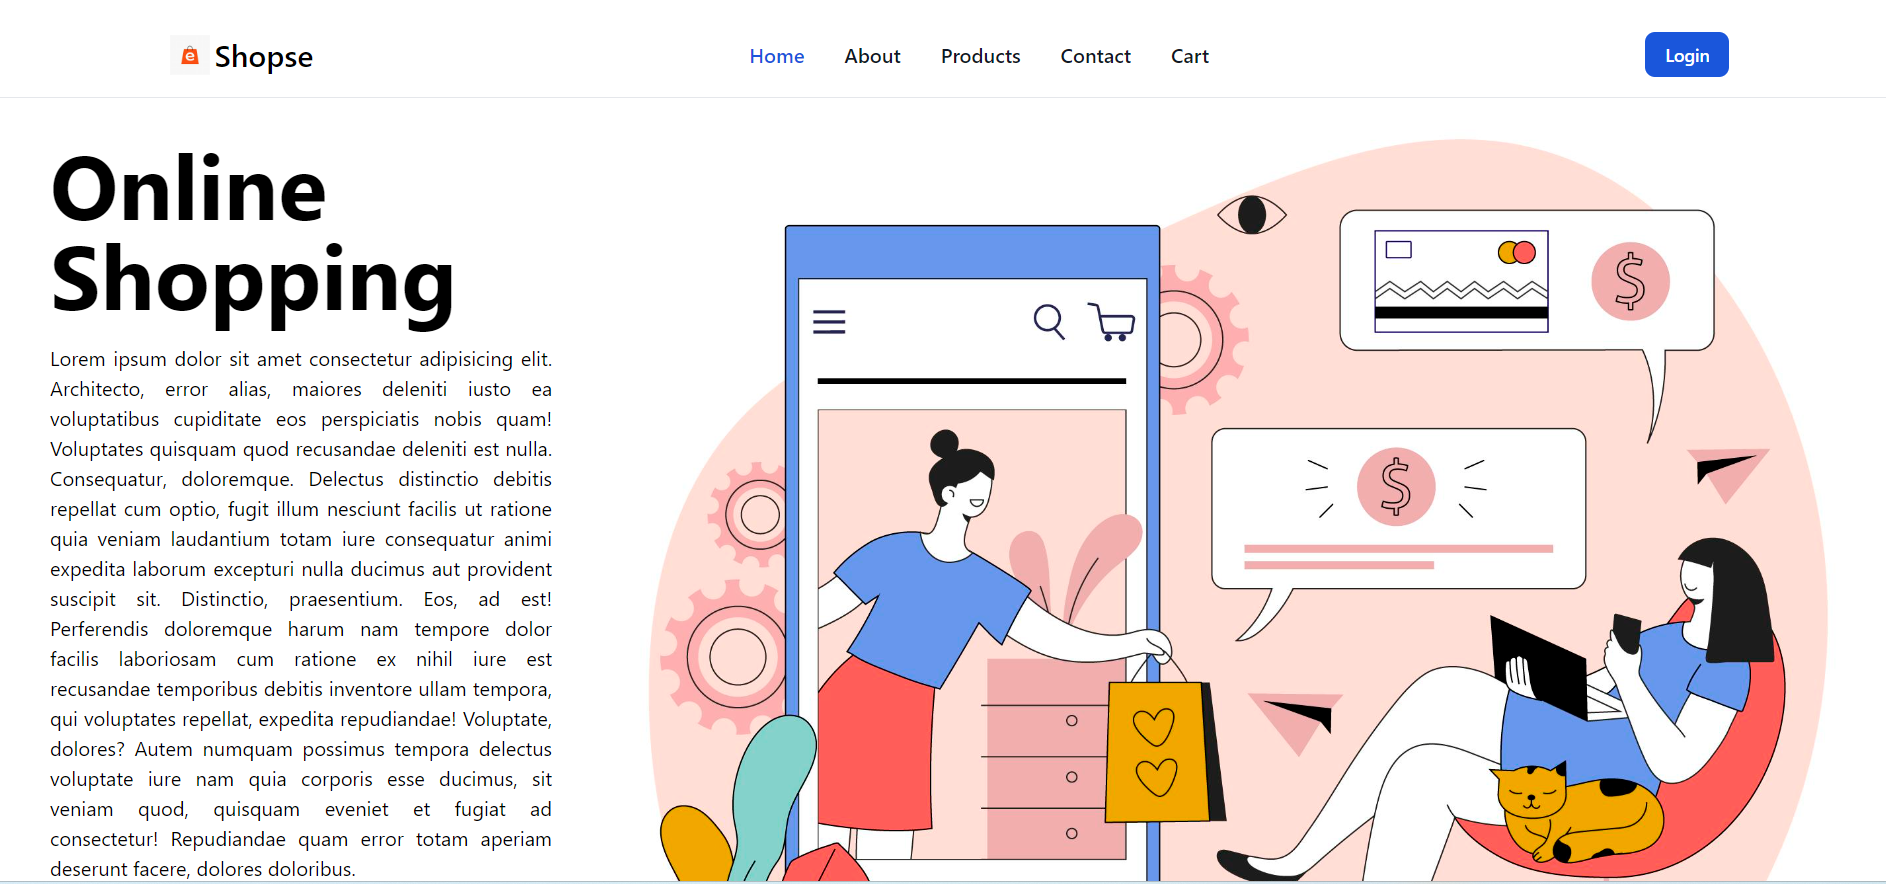 Shopse
Home About Products Contact Cart
Login
Online
Shopping
Lorem ipsum dolor sit amet consectetur adipisicing elit.
Architecto, error alias, maiores deleniti iusto ea
voluptatibus cupiditate eos perspiciatis nobis quam!
Voluptates quisquam quod recusandae deleniti est nulla.
Consequatur, doloremque. Delectus distinctio debitis
repellat cum optio, fugit illum nesciunt facilis ut ratione
quia veniam laudantium totam iure consequatur animi
expedita laborum excepturi nulla ducimus aut provident
suscipit sit. Distinctio, praesentium. Eos, ad est!
Perferendis doloremque harum nam tempore dolor
facilis laboriosam cum ratione ex nihil iure est
recusandae temporibus debitis inventore ullam tempora,
qui voluptates repellat, expedita repudiandae! Voluptate,
dolores? Autem numquam possimus tempora delectus
voluptate iure nam quia corporis esse ducimus, sit
veniam quod, quisquam eveniet et fugiat ad
consectetur! Repudiandae quam error totam aperiam
deserunt facere, dolores doloribus.
$
$